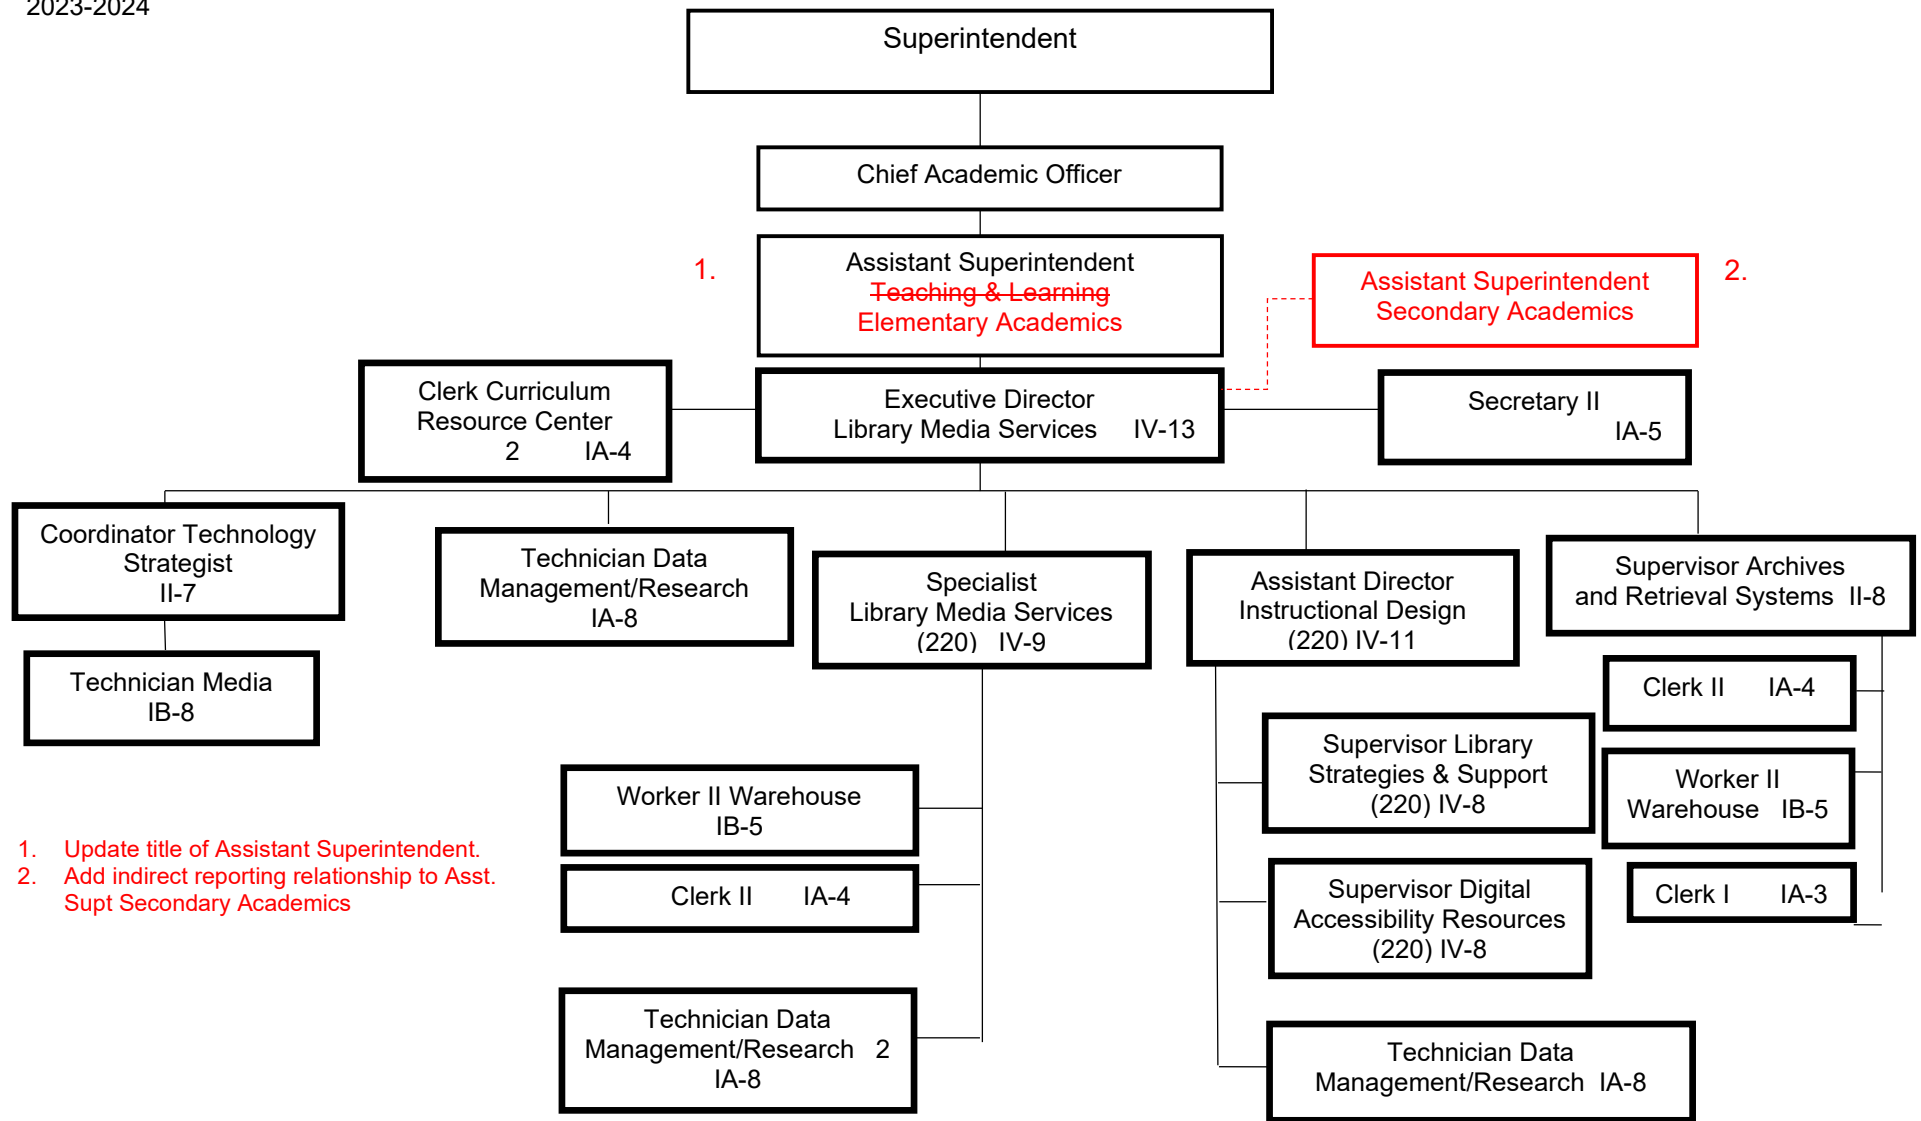 2023-2024
Superintendent
Chief Academic Officer
1.
Assistant Superintendent
Teaching & Learning
Elementary Academics
Assistant Superintendent
Secondary Academics
2.
Clerk Curriculum
Resource Center
2 IA-4
Executive Director
Library Media Services IV-13
Secretary II
IA-5
Coordinator Technology
Strategist
II-7
Technician Data
Management/Research
IA-8
Specialist
Library Media Services
(220) IV-9
Assistant Director
Instructional Design
(220) IV-11
Supervisor Archives
and Retrieval Systems II-8
Technician Media
IB-8
Clerk II IA-4
Supervisor Library
Strategies & Support
(220) IV-8
Worker II
Warehouse IB-5
Worker II Warehouse
IB-5
Clerk II IA-4
Supervisor Digital
Accessibility Resources
(220) IV-8
Clerk I IA-3
1. Update title of Assistant Superintendent.
2. Add indirect reporting relationship to Asst.
Supt Secondary Academics
Technician Data
Management/Research 2
IA-8
Technician Data
Management/Research IA-8